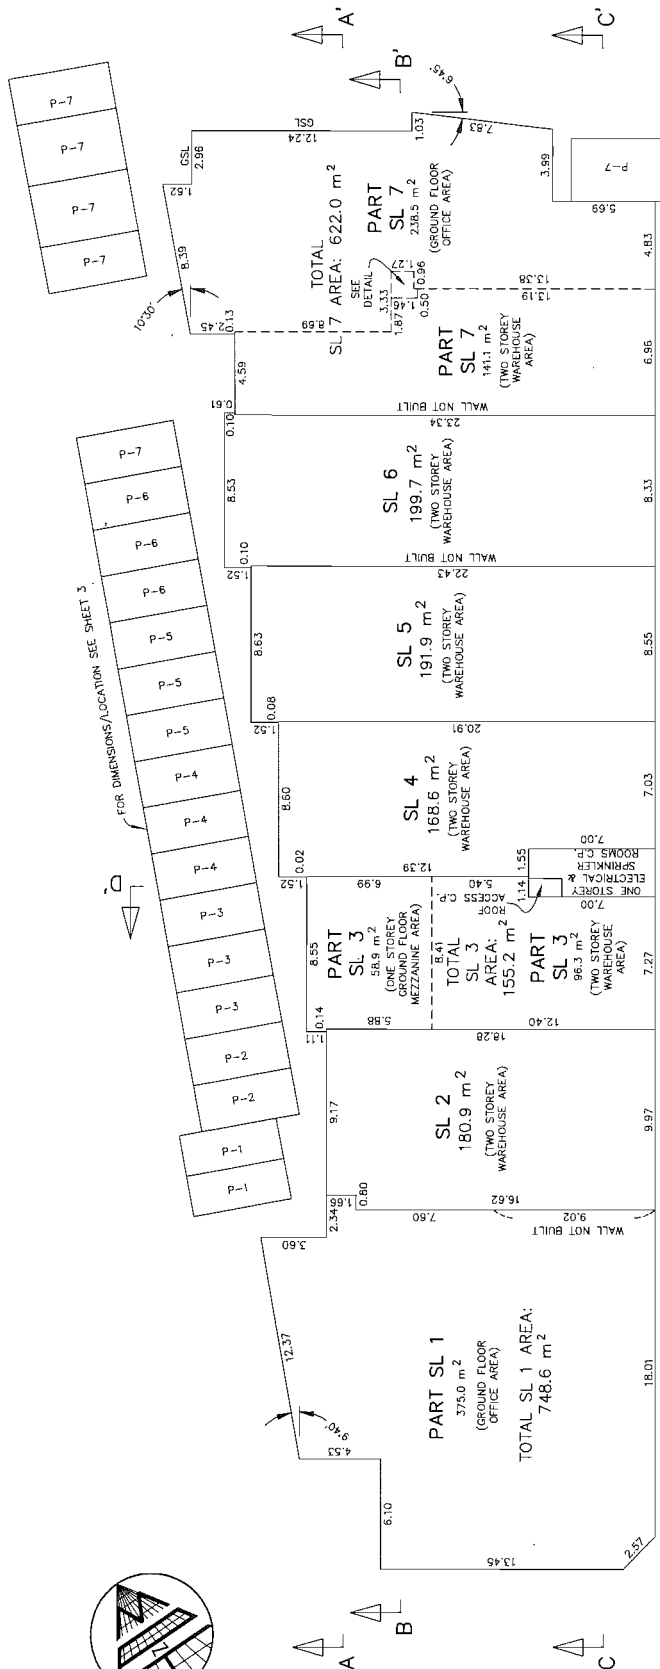 P-7
P-7
P-7
P-7
A'
B'
C'
6°45'
GSL
12.24
1.03
7.83
3.99
P-7
5.69
GSL
2.96
1.62
8.39
10°30'
2.45
0.13
TOTAL
SL 7 AREA: 622.0 m²
PART
SL 7
238.5 m²
(GROUND FLOOR
OFFICE AREA)
SEE
DETAIL
1.27
0.96
3.33
1.46
0.50
1.87
8.69
13.38
13.19
4.83
4.59
0.61
0.10
PART
SL 7
141.1 m²
(TWO STOREY
WAREHOUSE
AREA)
6.96
WALL NOT BUILT
23.34
8.53
SL 6
199.7 m²
(TWO STOREY
WAREHOUSE AREA)
8.33
0.10
1.52
WALL NOT BUILT
22.43
8.63
SL 5
191.9 m²
(TWO STOREY
WAREHOUSE AREA)
8.55
0.08
1.52
20.91
8.60
SL 4
168.6 m²
(TWO STOREY
WAREHOUSE AREA)
7.03
0.02
1.52
6.99
12.39
5.40
1.55
1.14
7.00
ONE STOREY
ELECTRICAL &
SPRINKLER
ROOMS C.P.
7.00
ROOF
ACCESS C.P.
8.55
PART
SL 3
58.9 m²
(ONE STOREY
GROUND FLOOR
MEZZANINE AREA)
8.41
TOTAL
SL 3
AREA:
155.2 m²
PART
SL 3
96.3 m²
(TWO STOREY
WAREHOUSE
AREA)
7.27
0.14
1.11
5.88
18.28
12.40
9.17
SL 2
180.9 m²
(TWO STOREY
WAREHOUSE AREA)
9.97
0.80
1.66
2.34
7.60
16.62
9.02
WALL NOT BUILT
3.60
12.37
9°40'
4.53
6.10
13.45
2.57
PART SL 1
375.0 m²
(GROUND FLOOR
OFFICE AREA)
TOTAL SL 1 AREA:
748.6 m²
18.01
FOR DIMENSIONS/LOCATION SEE SHEET 3
P-7
P-6
P-6
P-6
P-5
P-5
P-5
P-4
P-4
P-4
P-3
P-3
P-3
P-2
P-2
P-1
P-1
D'
A
B
C
N